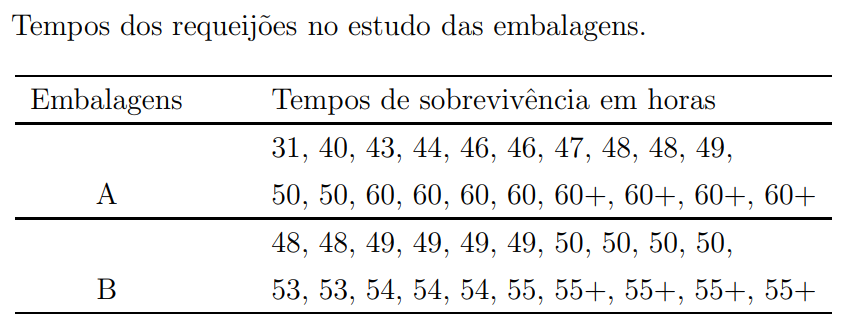 Tempos dos requeijões no estudo das embalagens.
Embalagens Tempos de sobrevivência em horas
31, 40, 43, 44, 46, 46, 47, 48, 48, 49,
A 50, 50, 60, 60, 60, 60, 60+, 60+, 60+, 60+
48, 48, 49, 49, 49, 49, 50, 50, 50, 50,
B 53, 53, 54, 54, 54, 55, 55+, 55+, 55+, 55+